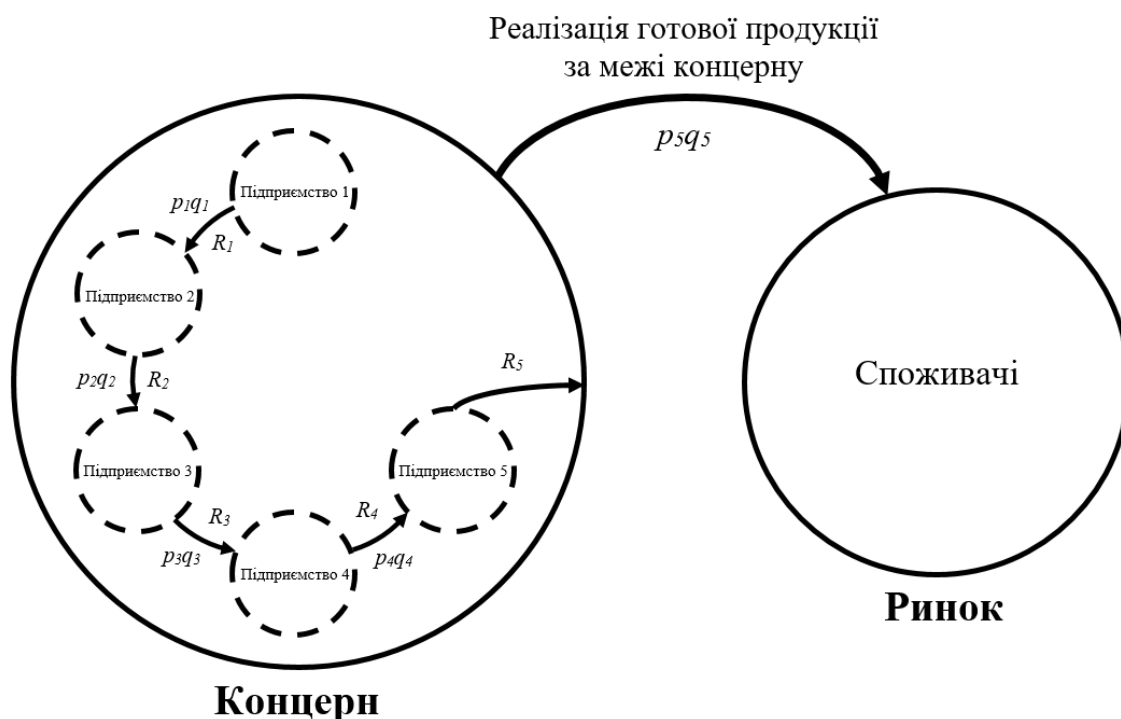 Реалізація готової продукції
за межі концерну
p5q5
Підприємство 1
p1q1
R1
Підприємство 2
p2q2
R2
R5
Споживачі
Підприємство 3
Підприємство 5
R3
R4
p3q3
p4q4
Підприємство 4
Ринок
Концерн